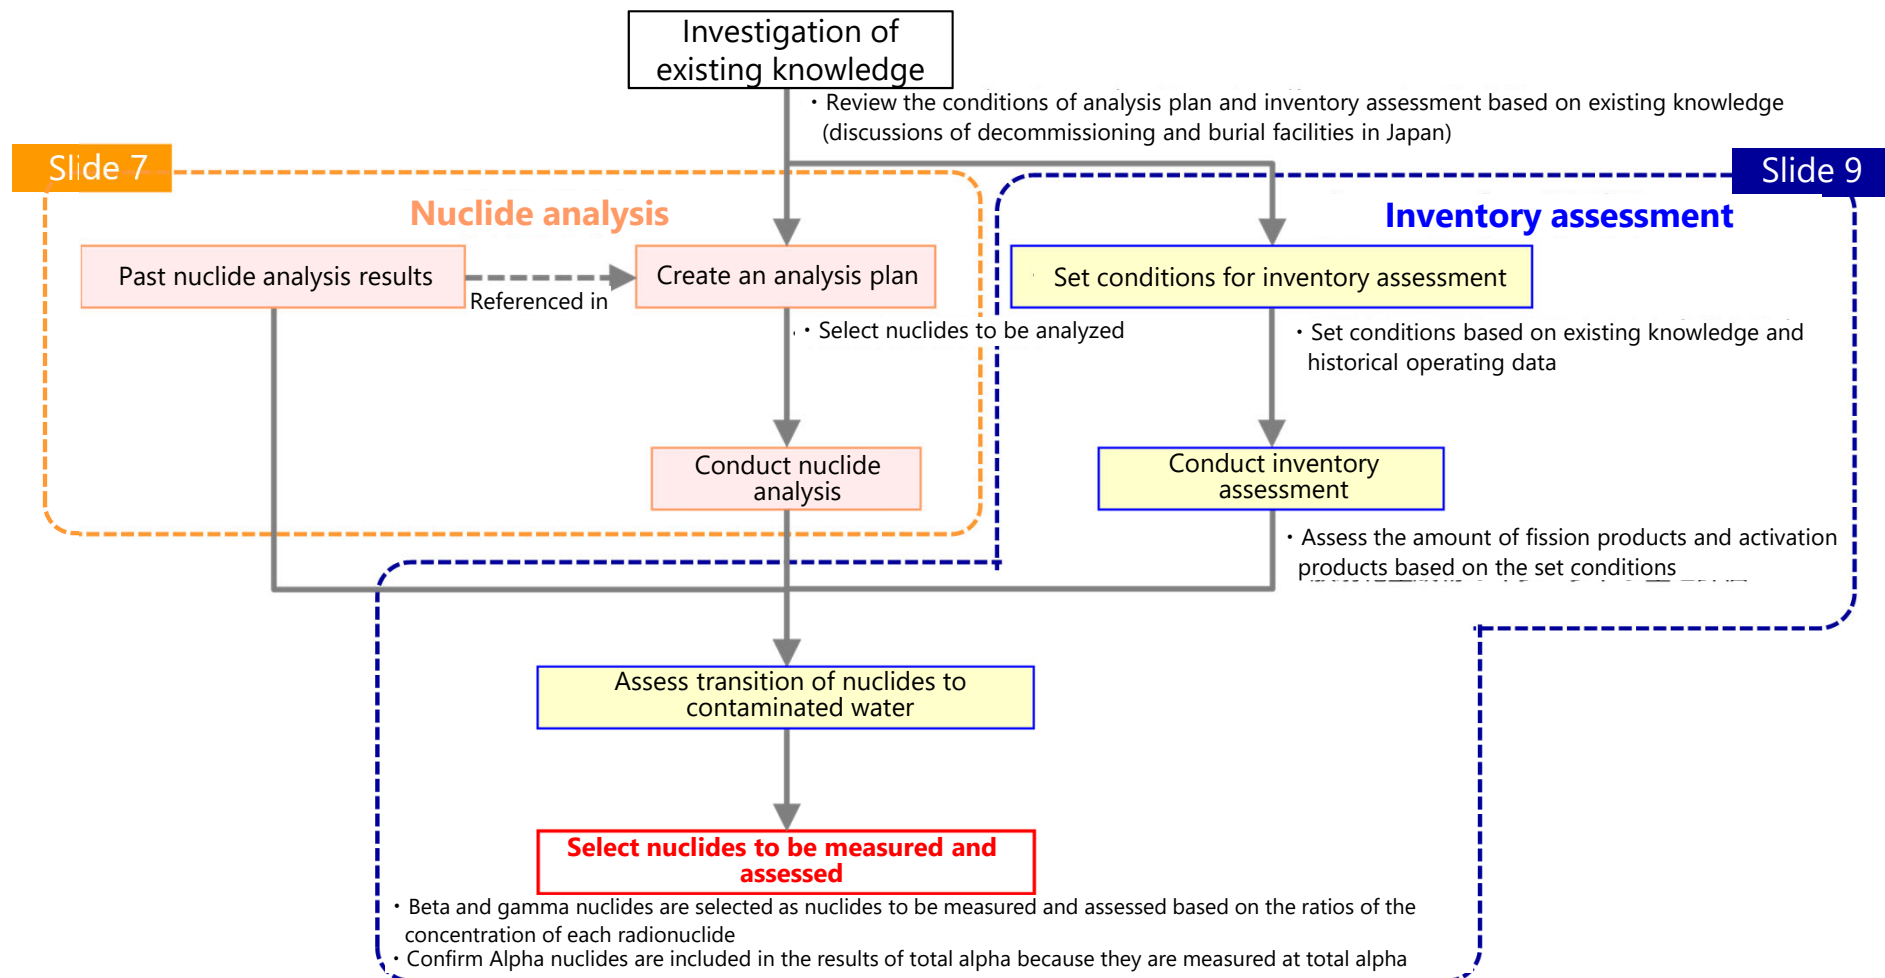 Investigation of
existing knowledge
・Review the conditions of analysis plan and inventory assessment based on existing knowledge
(discussions of decommissioning and burial facilities in Japan)
Slide 7
Slide 9
Nuclide analysis
Inventory assessment
Past nuclide analysis results
Referenced in
Create an analysis plan
Set conditions for inventory assessment
・Select nuclides to be analyzed
・Set conditions based on existing knowledge and
historical operating data
Conduct nuclide
analysis
Conduct inventory
assessment
・Assess the amount of fission products and activation
products based on the set conditions
Assess transition of nuclides to
contaminated water
Select nuclides to be measured and
assessed
・Beta and gamma nuclides are selected as nuclides to be measured and assessed based on the ratios of the
concentration of each radionuclide
・Confirm Alpha nuclides are included in the results of total alpha because they are measured at total alpha